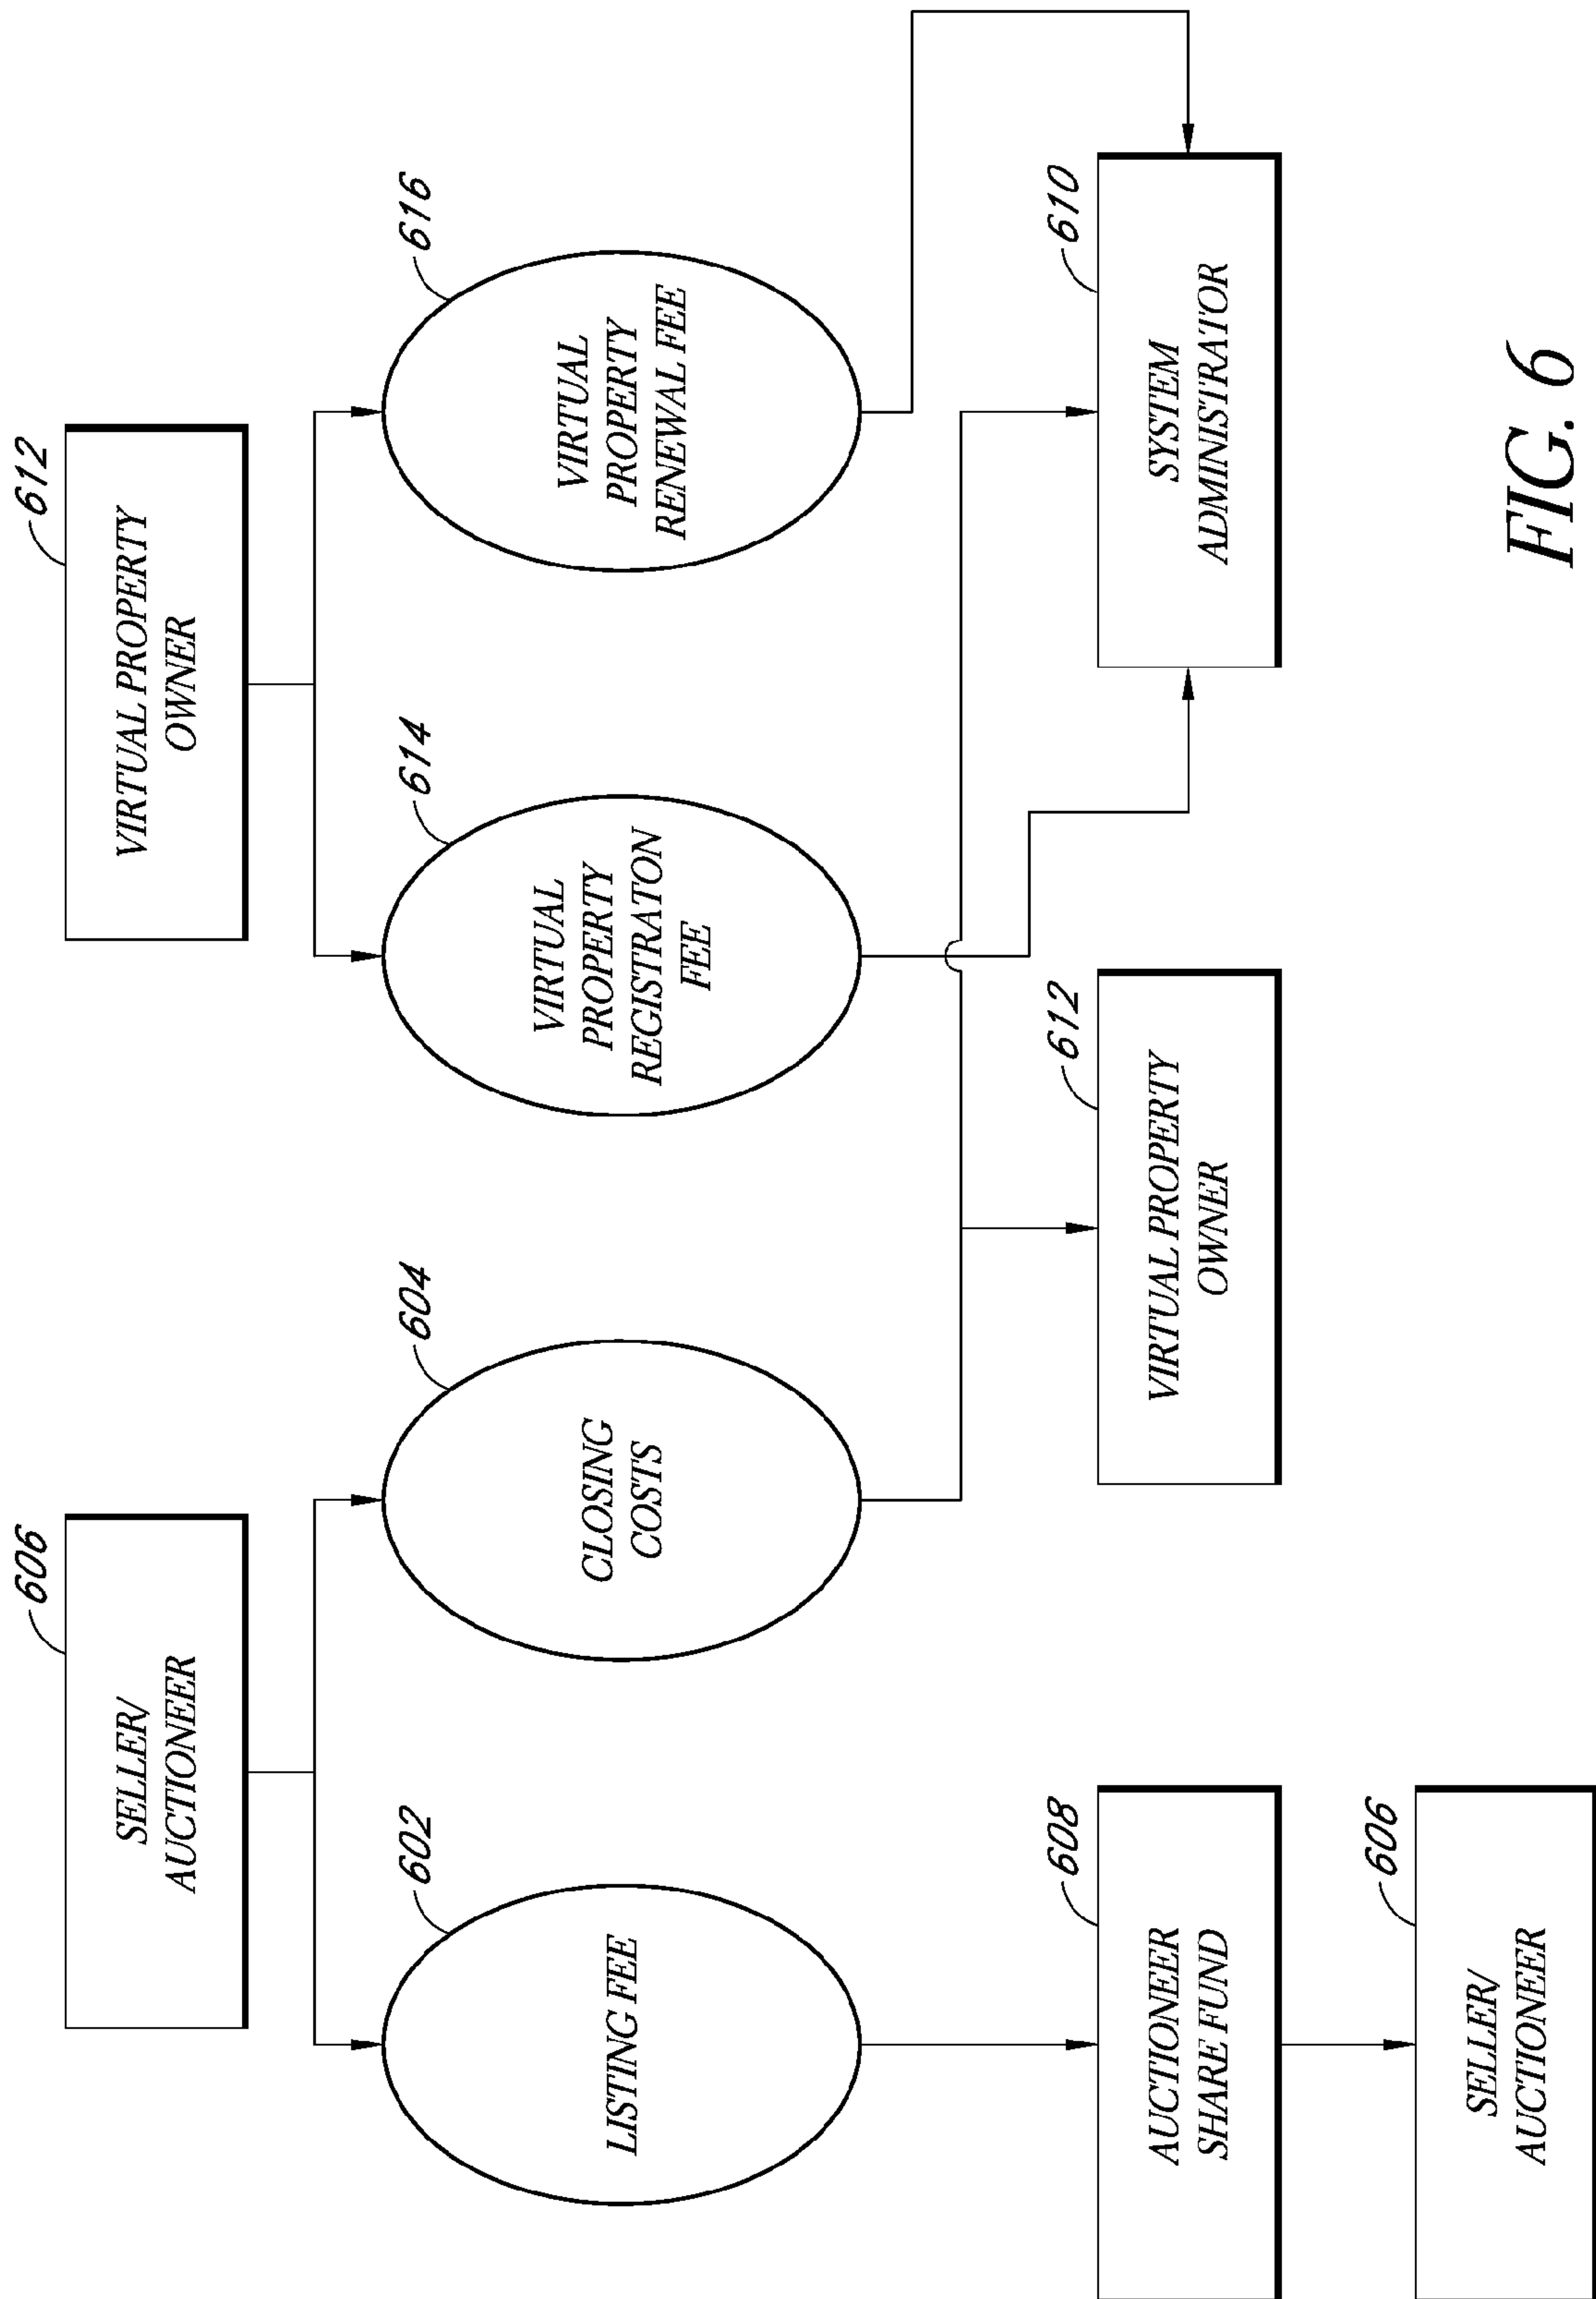 606
SELLER/
AUCTIONEER
612
VIRTUAL PROPERTY
OWNER
602
LISTING FEE
604
CLOSING
COSTS
614
VIRTUAL
PROPERTY
REGISTRATON
FEE
616
VIRTUAL
PROPERTY
RENEWAL FEE
608
AUCTIONEER
SHARE FUND
612
VIRTUAL PROPERTY
OWNER
610
SYSTEM
ADMINISTRATOR
606
SELLER/
AUCTIONEER
FIG. 6